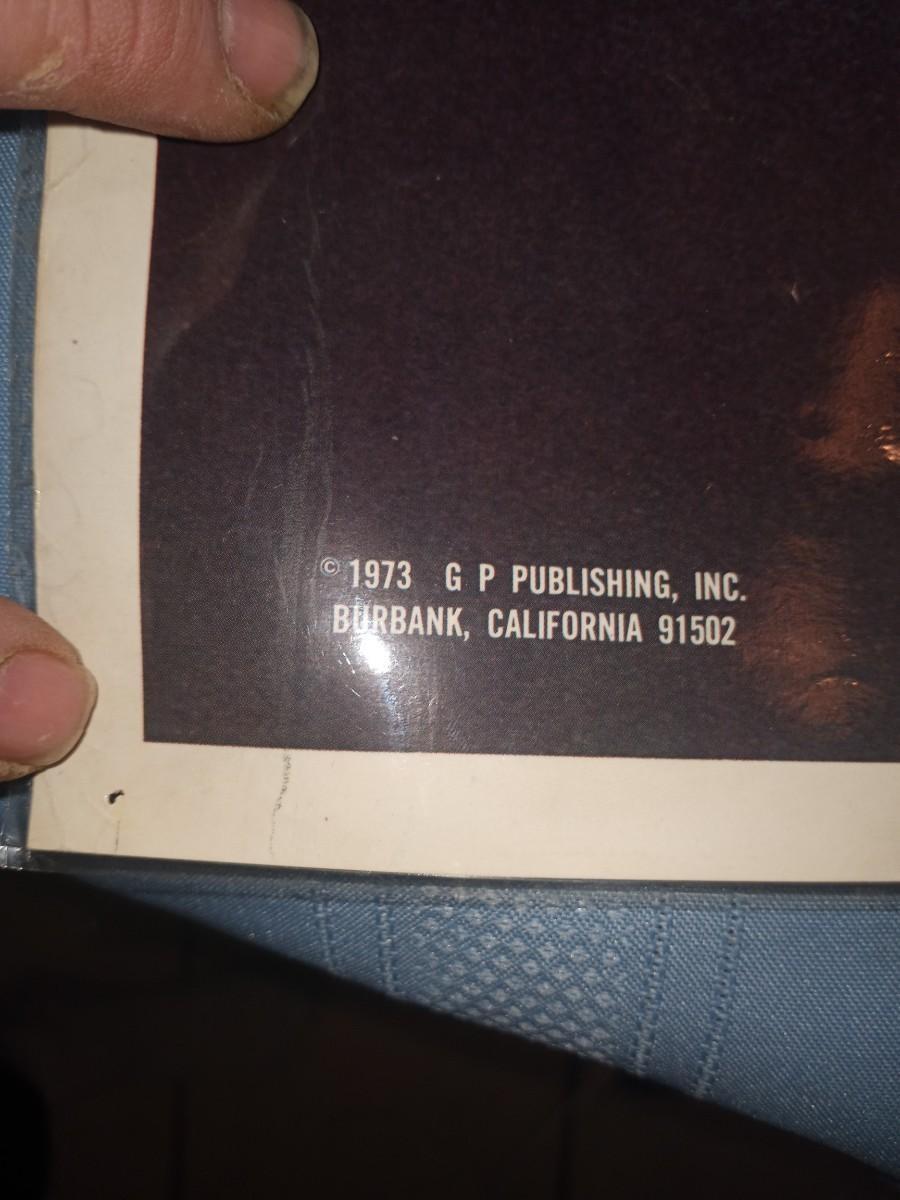 © 1973 G P PUBLISHING, INC.
BURBANK, CALIFORNIA 91502